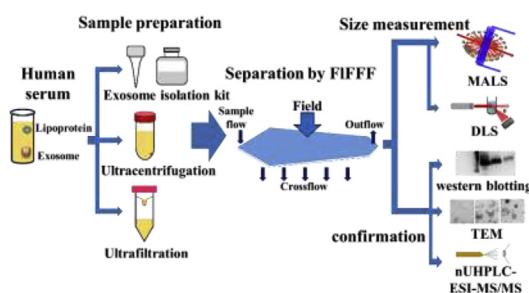 Sample preparation
Size measurement
Human
serum
Lipoprotein
Exosome
Exosome isolation kit
Ultracentrifugation
Ultrafiltration
Separation by FlFFF
Sample
flow
Field
Outflow
Crossflow
MALS
DLS
western blotting
confirmation
TEM
nUHPLC-
ESI-MS/MS